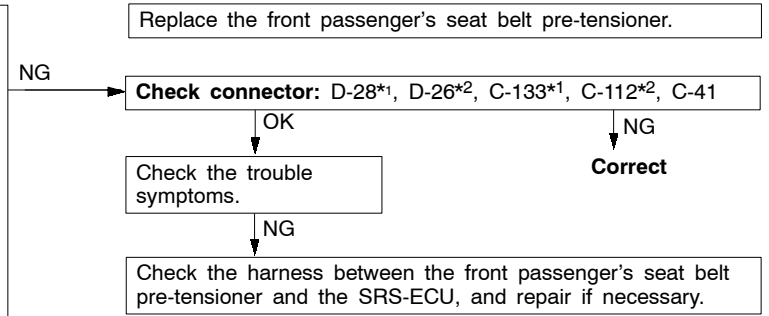 Replace the front passenger's seat belt pre-tensioner.
NG
Check connector: D-28*1, D-26*2, C-133*1, C-112*2, C-41
OK
NG
Correct
Check the trouble
symptoms.
NG
Check the harness between the front passenger's seat belt
pre-tensioner and the SRS-ECU, and repair if necessary.